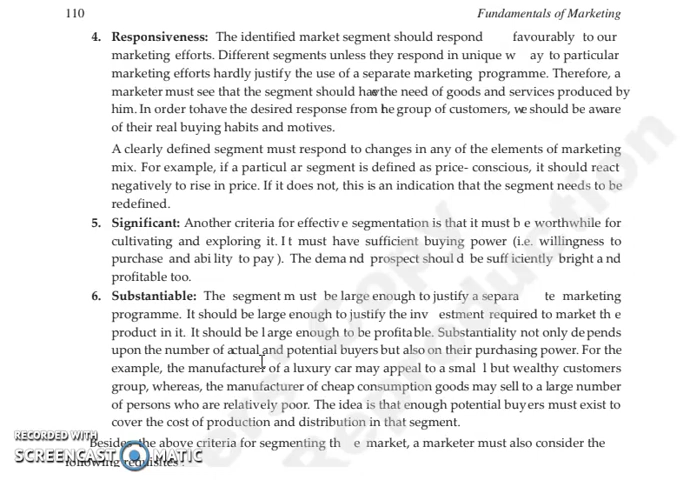 110 Fundamentals of Marketing
4. Responsiveness: The identified market segment should respond favourably to our
marketing efforts. Different segments unless they respond in unique w ay to particular
marketing efforts hardly justify the use of a separate marketing programme. Therefore, a
marketer must see that the segment should have the need of goods and services produced by
him. In order tohave the desired response from the group of customers, we should be aware
of their real buying habits and motives.
A clearly defined segment must respond to changes in any of the elements of marketing
mix. For example, if a particul ar segment is defined as price- conscious, it should react
negatively to rise in price. If it does not, this is an indication that the segment needs to be
redefined.
5. Significant: Another criteria for effectiv e segmentation is that it must b e worthwhile for
cultivating and exploring it. I t must have sufficient buying power (i.e. willingness to
purchase and abi lity to pay ). The dema nd prospect shoul d be suff iciently bright a nd
profitable too.
6. Substantiable: The segment m ust be large enough to justify a separa te marketing
programme. It should be large enough to justify the inv estment required to market th e
product in it. It should be l arge enough to be profitable. Substantiality not only de pends
upon the number of actual and potential buyers but also on their purchasing power. For the
example, the manufacturer of a luxury car may appeal to a smal l but wealthy customers
group, whereas, the manufacturer of cheap consumption goods may sell to a large number
of persons who are relatively poor. The idea is that enough potential buyers must exist to
cover the cost of production and distribution in that segment.
Besides the above criteria for segmenting th e market, a marketer must also consider the
following requisites :
RECORDED WITH
SCREENCAST MATIC